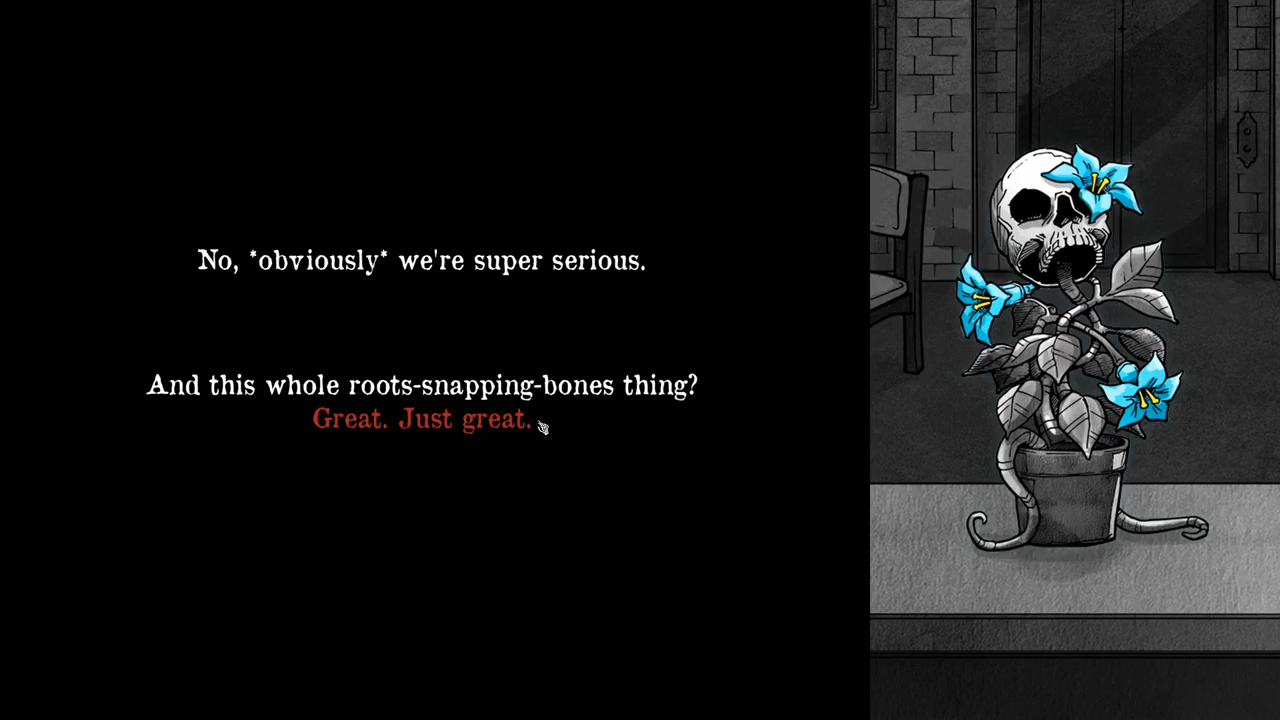 No, *obviously* we're super serious.
And this whole roots-snapping-bones thing?
Great. Just great.